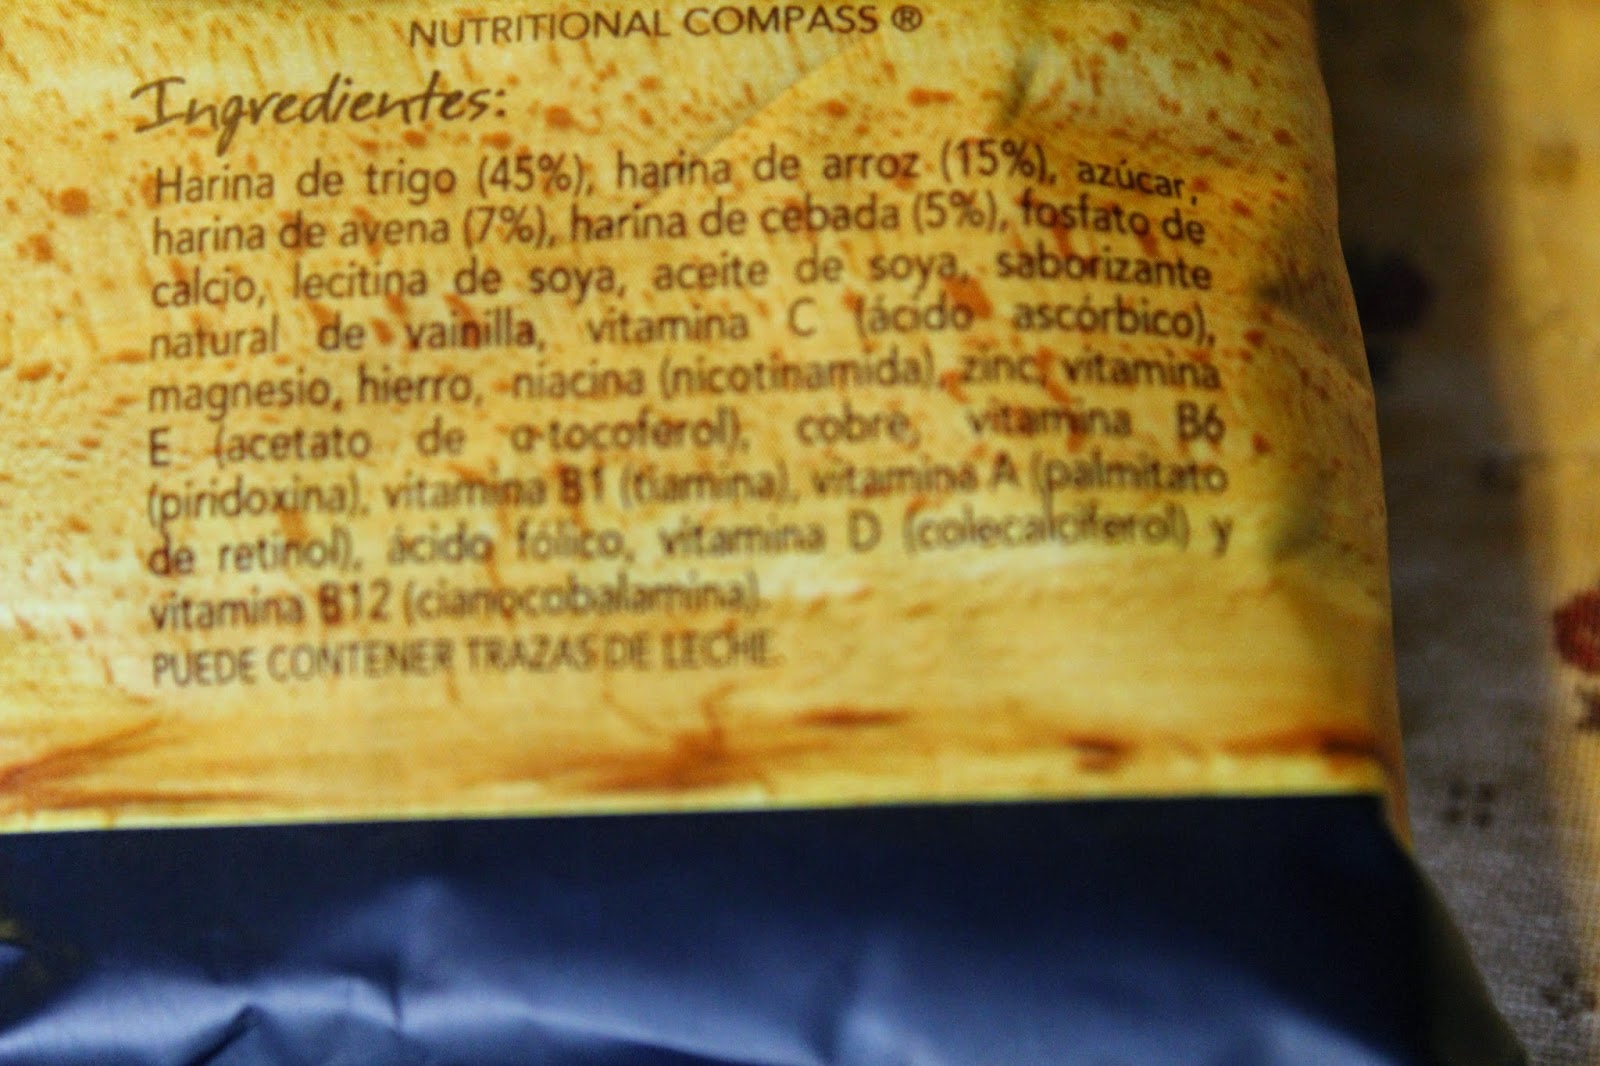 NUTRITIONAL COMPASS ®
Ingredientes:
Harina de trigo (45%), harina de arroz (15%), azúcar,
harina de avena (7%), harina de cebada (5%), fosfato de
calcio, lecitina de soya, aceite de soya, saborizante
natural de vainilla, vitamina C (ácido ascórbico),
magnesio, hierro, niacina (nicotinamida), zinc, vitamina
E (acetato de α-tocoferol), cobre, vitamina B6
(piridoxina), vitamina B1 (tiamina), vitamina A (palmitato
de retinol), ácido fólico, vitamina D (colecalciferol) y
vitamina B12 (cianocobalamina).
PUEDE CONTENER TRAZAS DE LECHE.